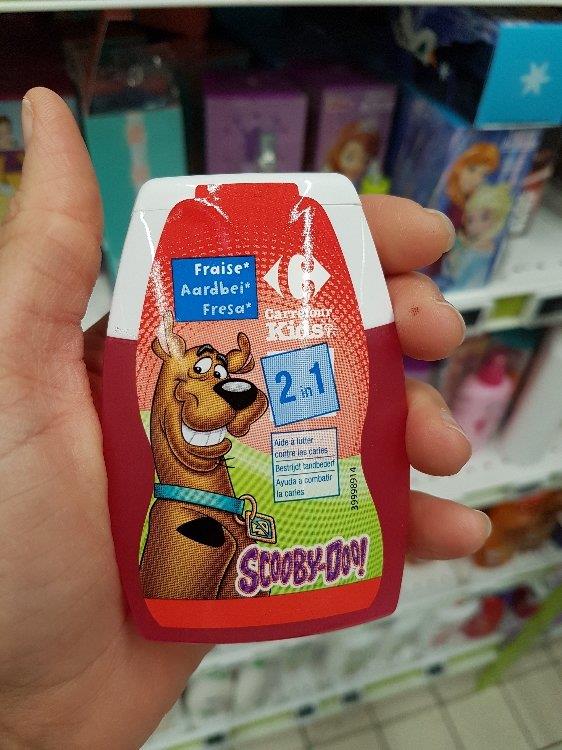 Fraise*
Aardbei*
Fresa*
Carrefour
Kids
2 in 1
Aide à lutter
contre les caries
Bestrijdt tandbederf
Ayuda a combatir
la caries
39998914
SCOOBY-DOO!